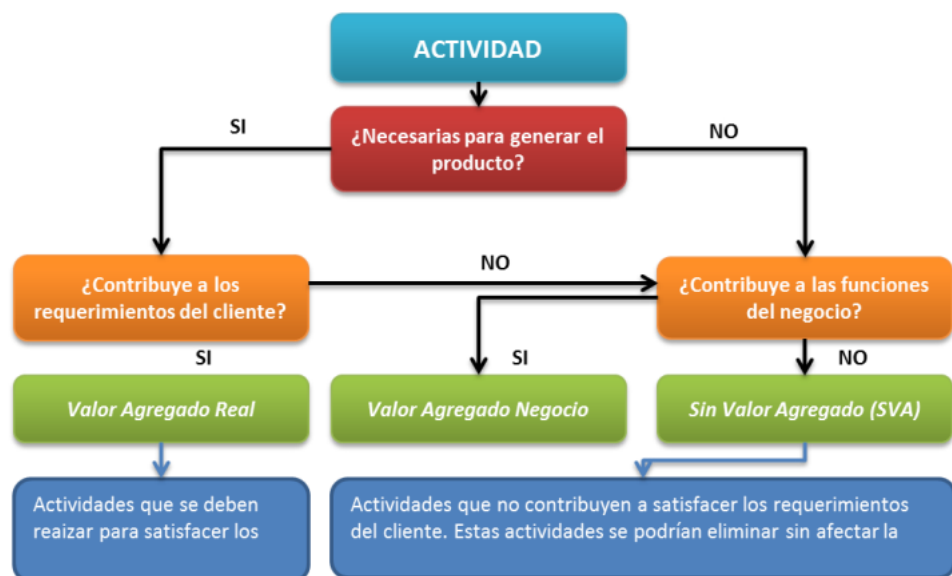 ACTIVIDAD
SI
¿Necesarias para generar el
producto?
NO
¿Contribuye a los
requerimientos del cliente?
NO
¿Contribuye a las funciones
del negocio?
SI
SI
NO
Valor Agregado Real
Valor Agregado Negocio
Sin Valor Agregado (SVA)
Actividades que se deben
reaizar para satisfacer los
Actividades que no contribuyen a satisfacer los requerimientos
del cliente. Estas actividades se podrían eliminar sin afectar la